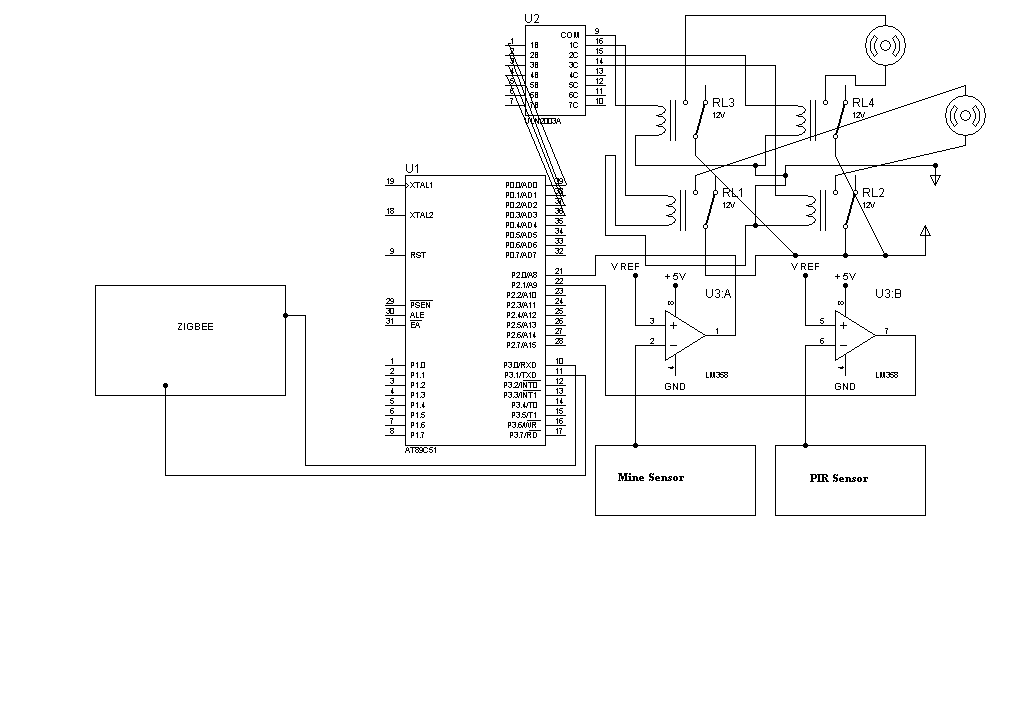 U2
COM 9
1 1B 1C 16
2 2B 2C 15
3 3B 3C 14
4 4B 4C 13
5 5B 5C 12
6 6B 6C 11
7 7B 7C 10
ULN2003A
RL3
12V
RL4
12V
RL1
12V
RL2
12V
U1
19 XTAL1 P0.0/AD0 39
P0.1/AD1 38
P0.2/AD2 37
18 XTAL2 P0.3/AD3 36
P0.4/AD4 35
P0.5/AD5 34
P0.6/AD6 33
9 RST P0.7/AD7 32
P2.0/A8 21
P2.1/A9 22
P2.2/A10 23
29 PSEN P2.3/A11 24
30 ALE P2.4/A12 25
31 EA P2.5/A13 26
P2.6/A14 27
P2.7/A15 28
1 P1.0 P3.0/RXD 10
2 P1.1 P3.1/TXD 11
3 P1.2 P3.2/INT0 12
4 P1.3 P3.3/INT1 13
5 P1.4 P3.4/T0 14
6 P1.5 P3.5/T1 15
7 P1.6 P3.6/WR 16
8 P1.7 P3.7/RD 17
AT89C51
ZIGBEE
V REF
+5V
U3:A
8
3 +
1
2 −
4
LM358
GND
V REF
+5V
U3:B
8
5 +
7
6 −
4
LM358
GND
Mine Sensor
PIR Sensor